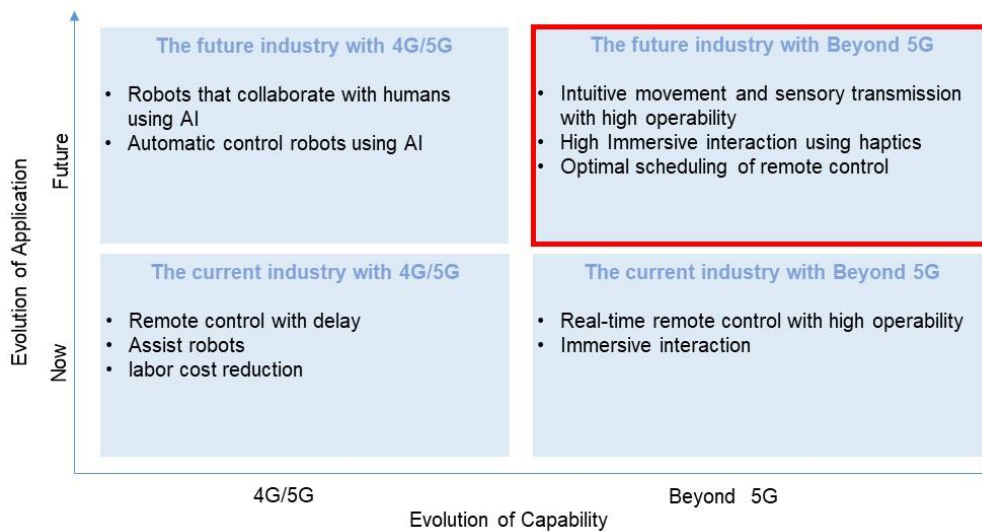 The future industry with 4G/5G
• Robots that collaborate with humans
using AI
• Automatic control robots using AI
The future industry with Beyond 5G
• Intuitive movement and sensory transmission
with high operability
• High Immersive interaction using haptics
• Optimal scheduling of remote control
The current industry with 4G/5G
• Remote control with delay
• Assist robots
• labor cost reduction
The current industry with Beyond 5G
• Real-time remote control with high operability
• Immersive interaction
Evolution of Application
Future
Now
4G/5G
Beyond 5G
Evolution of Capability